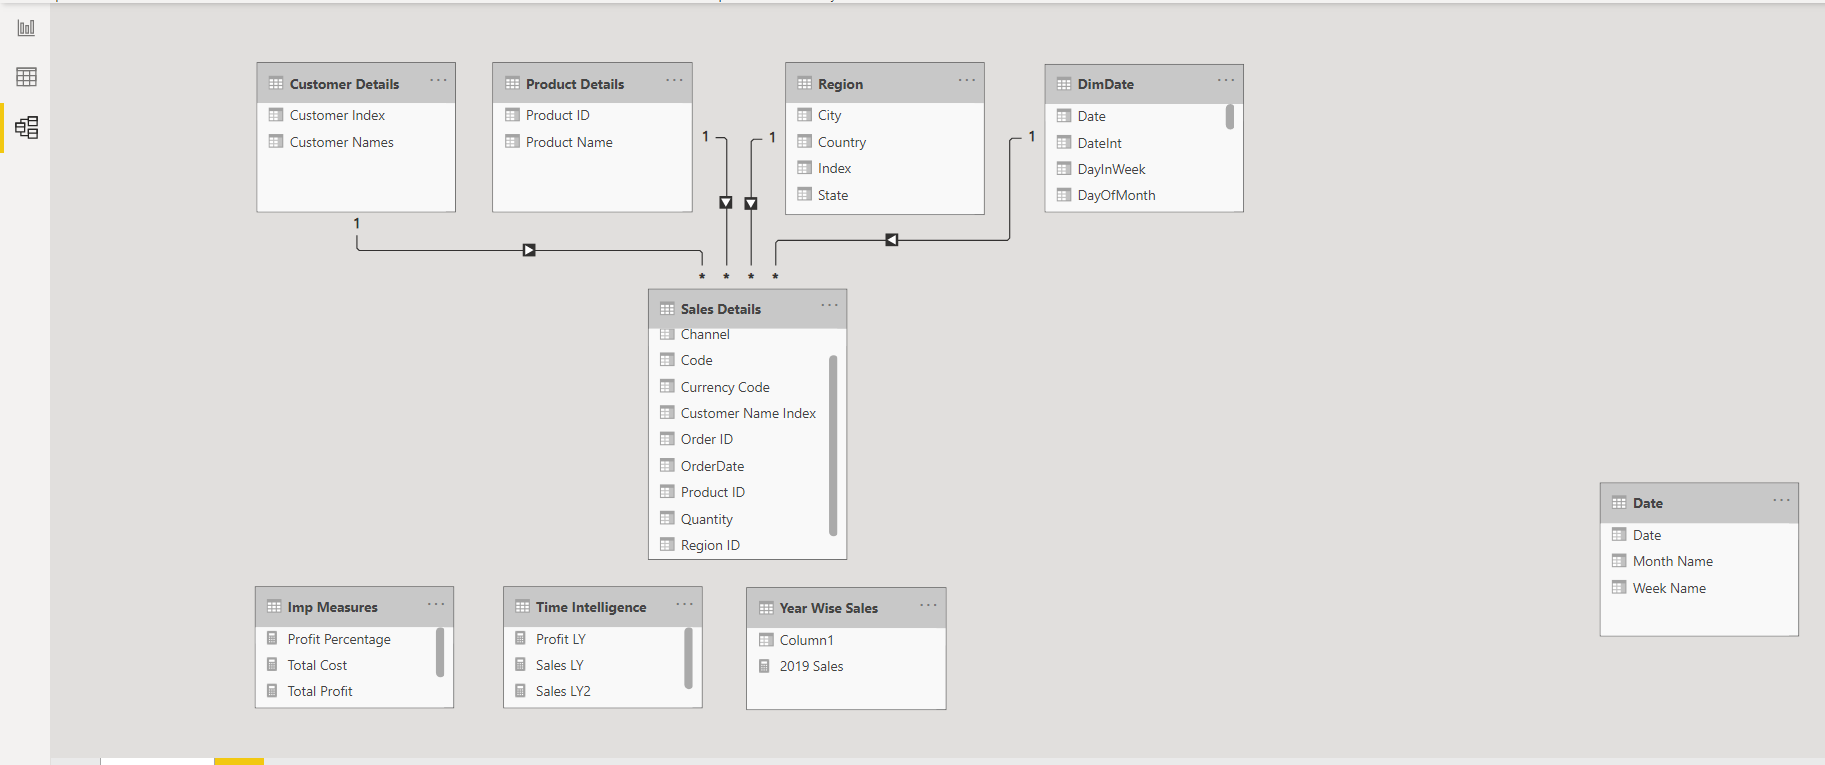 Customer Details
Customer Index
Customer Names
Product Details
Product ID
Product Name
Region
City
Country
Index
State
DimDate
Date
DateInt
DayInWeek
DayOfMonth
1
1
1
1
* * * *
Sales Details
Channel
Code
Currency Code
Customer Name Index
Order ID
OrderDate
Product ID
Quantity
Region ID
Date
Date
Month Name
Week Name
Imp Measures
Profit Percentage
Total Cost
Total Profit
Time Intelligence
Profit LY
Sales LY
Sales LY2
Year Wise Sales
Column1
2019 Sales